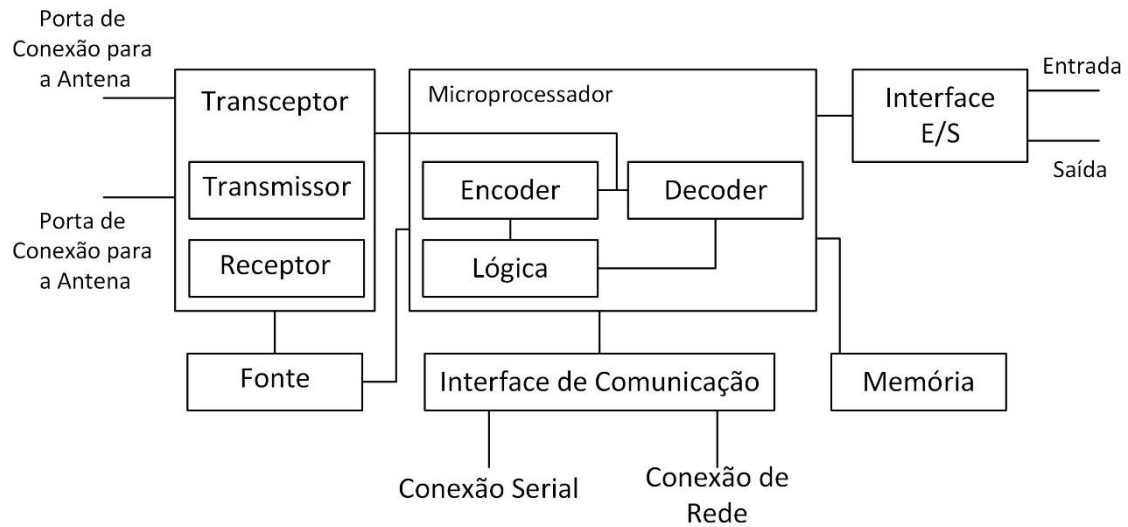 Porta de
Conexão para
a Antena
Transceptor
Transmissor
Receptor
Porta de
Conexão para
a Antena
Fonte
Microprocessador
Encoder
Decoder
Lógica
Interface de Comunicação
Conexão Serial
Conexão de
Rede
Interface
E/S
Entrada
Saída
Memória